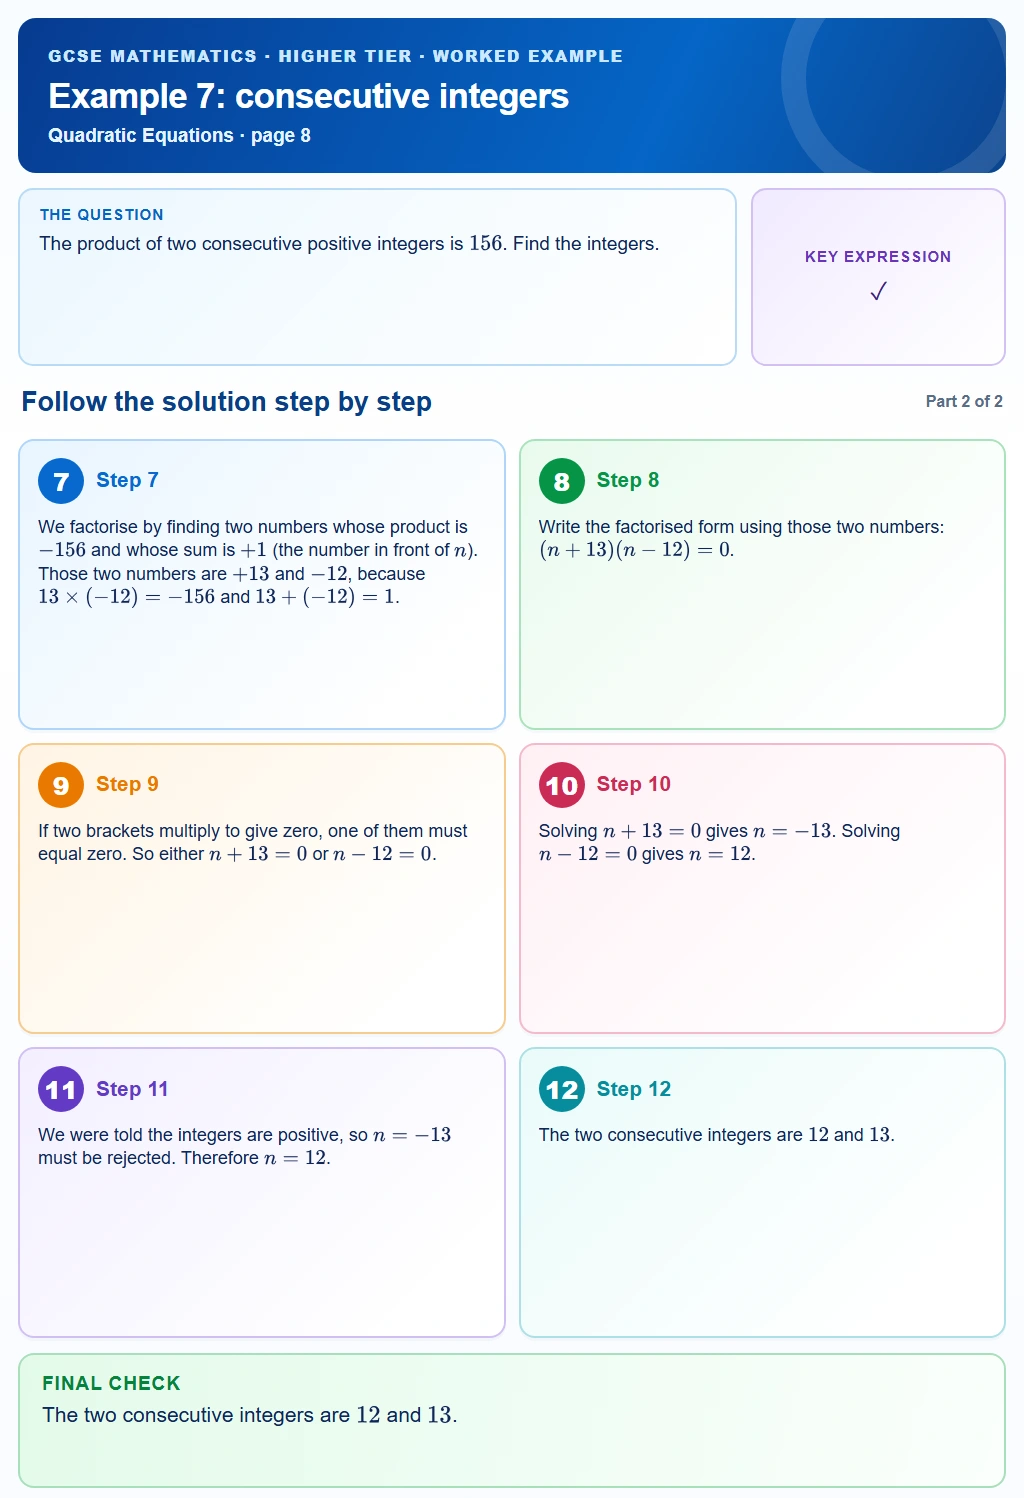 GCSE MATHEMATICS · HIGHER TIER · WORKED EXAMPLE
Example 7: consecutive integers
Quadratic Equations · page 8
THE QUESTION
The product of two consecutive positive integers is 156. Find the integers.
KEY EXPRESSION
✓
Follow the solution step by step
Part 2 of 2
7 Step 7
We factorise by finding two numbers whose product is
−156 and whose sum is +1 (the number in front of n).
Those two numbers are +13 and −12, because
13 × (−12) = −156 and 13 + (−12) = 1.
8 Step 8
Write the factorised form using those two numbers:
(n + 13)(n − 12) = 0.
9 Step 9
If two brackets multiply to give zero, one of them must
equal zero. So either n + 13 = 0 or n − 12 = 0.
10 Step 10
Solving n + 13 = 0 gives n = −13. Solving
n − 12 = 0 gives n = 12.
11 Step 11
We were told the integers are positive, so n = −13
must be rejected. Therefore n = 12.
12 Step 12
The two consecutive integers are 12 and 13.
FINAL CHECK
The two consecutive integers are 12 and 13.